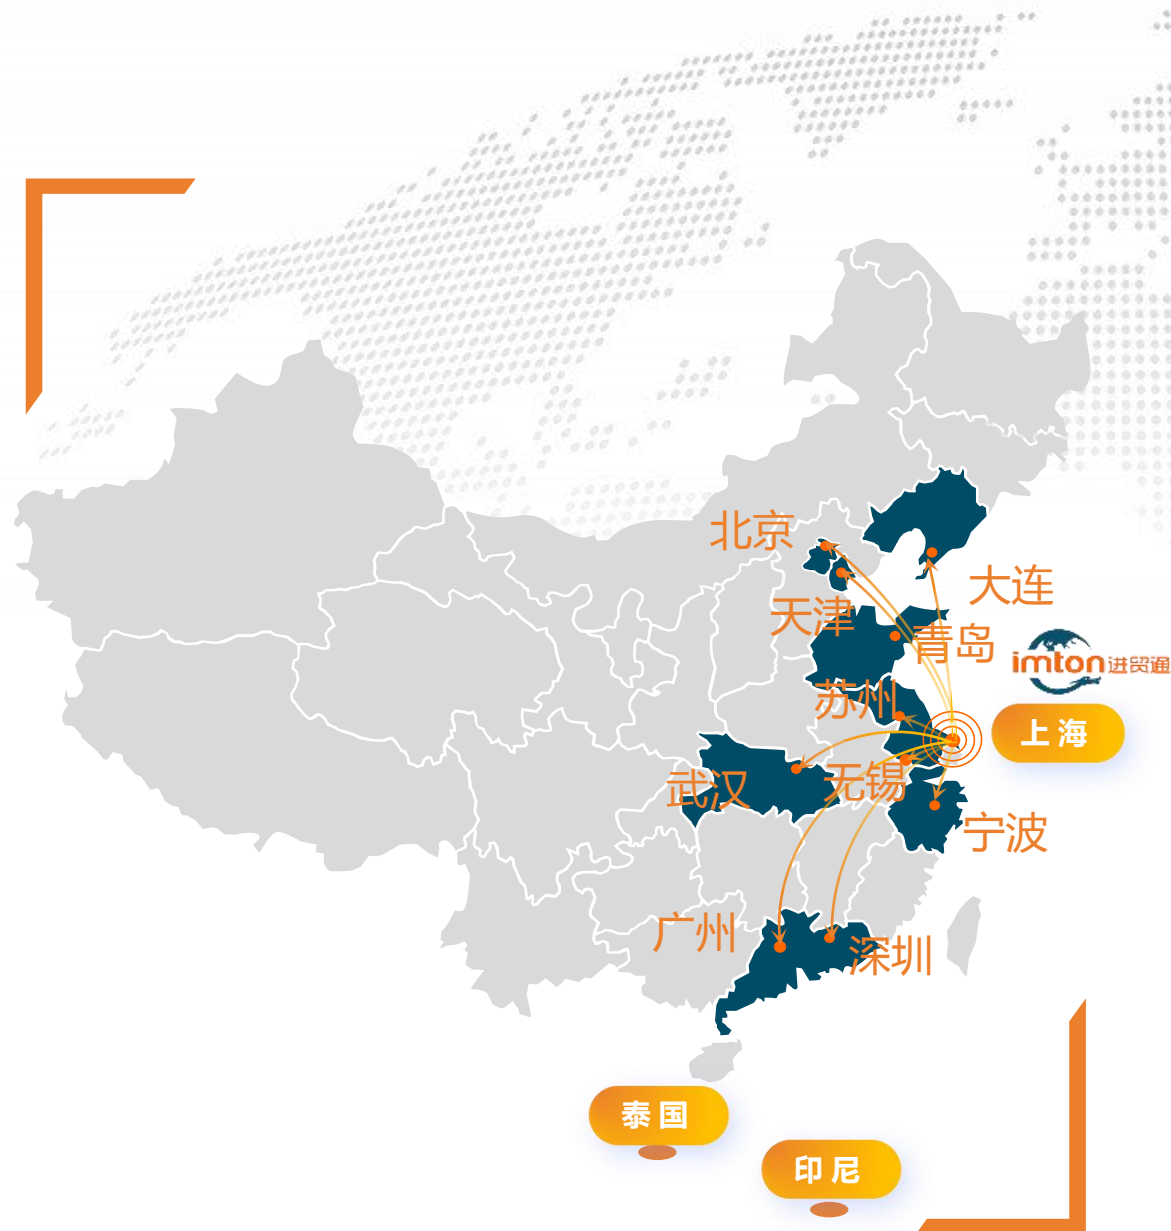 北京
大连
天津
青岛
imton进贸通
苏州
上海
武汉
无锡
宁波
广州
深圳
泰国
印尼